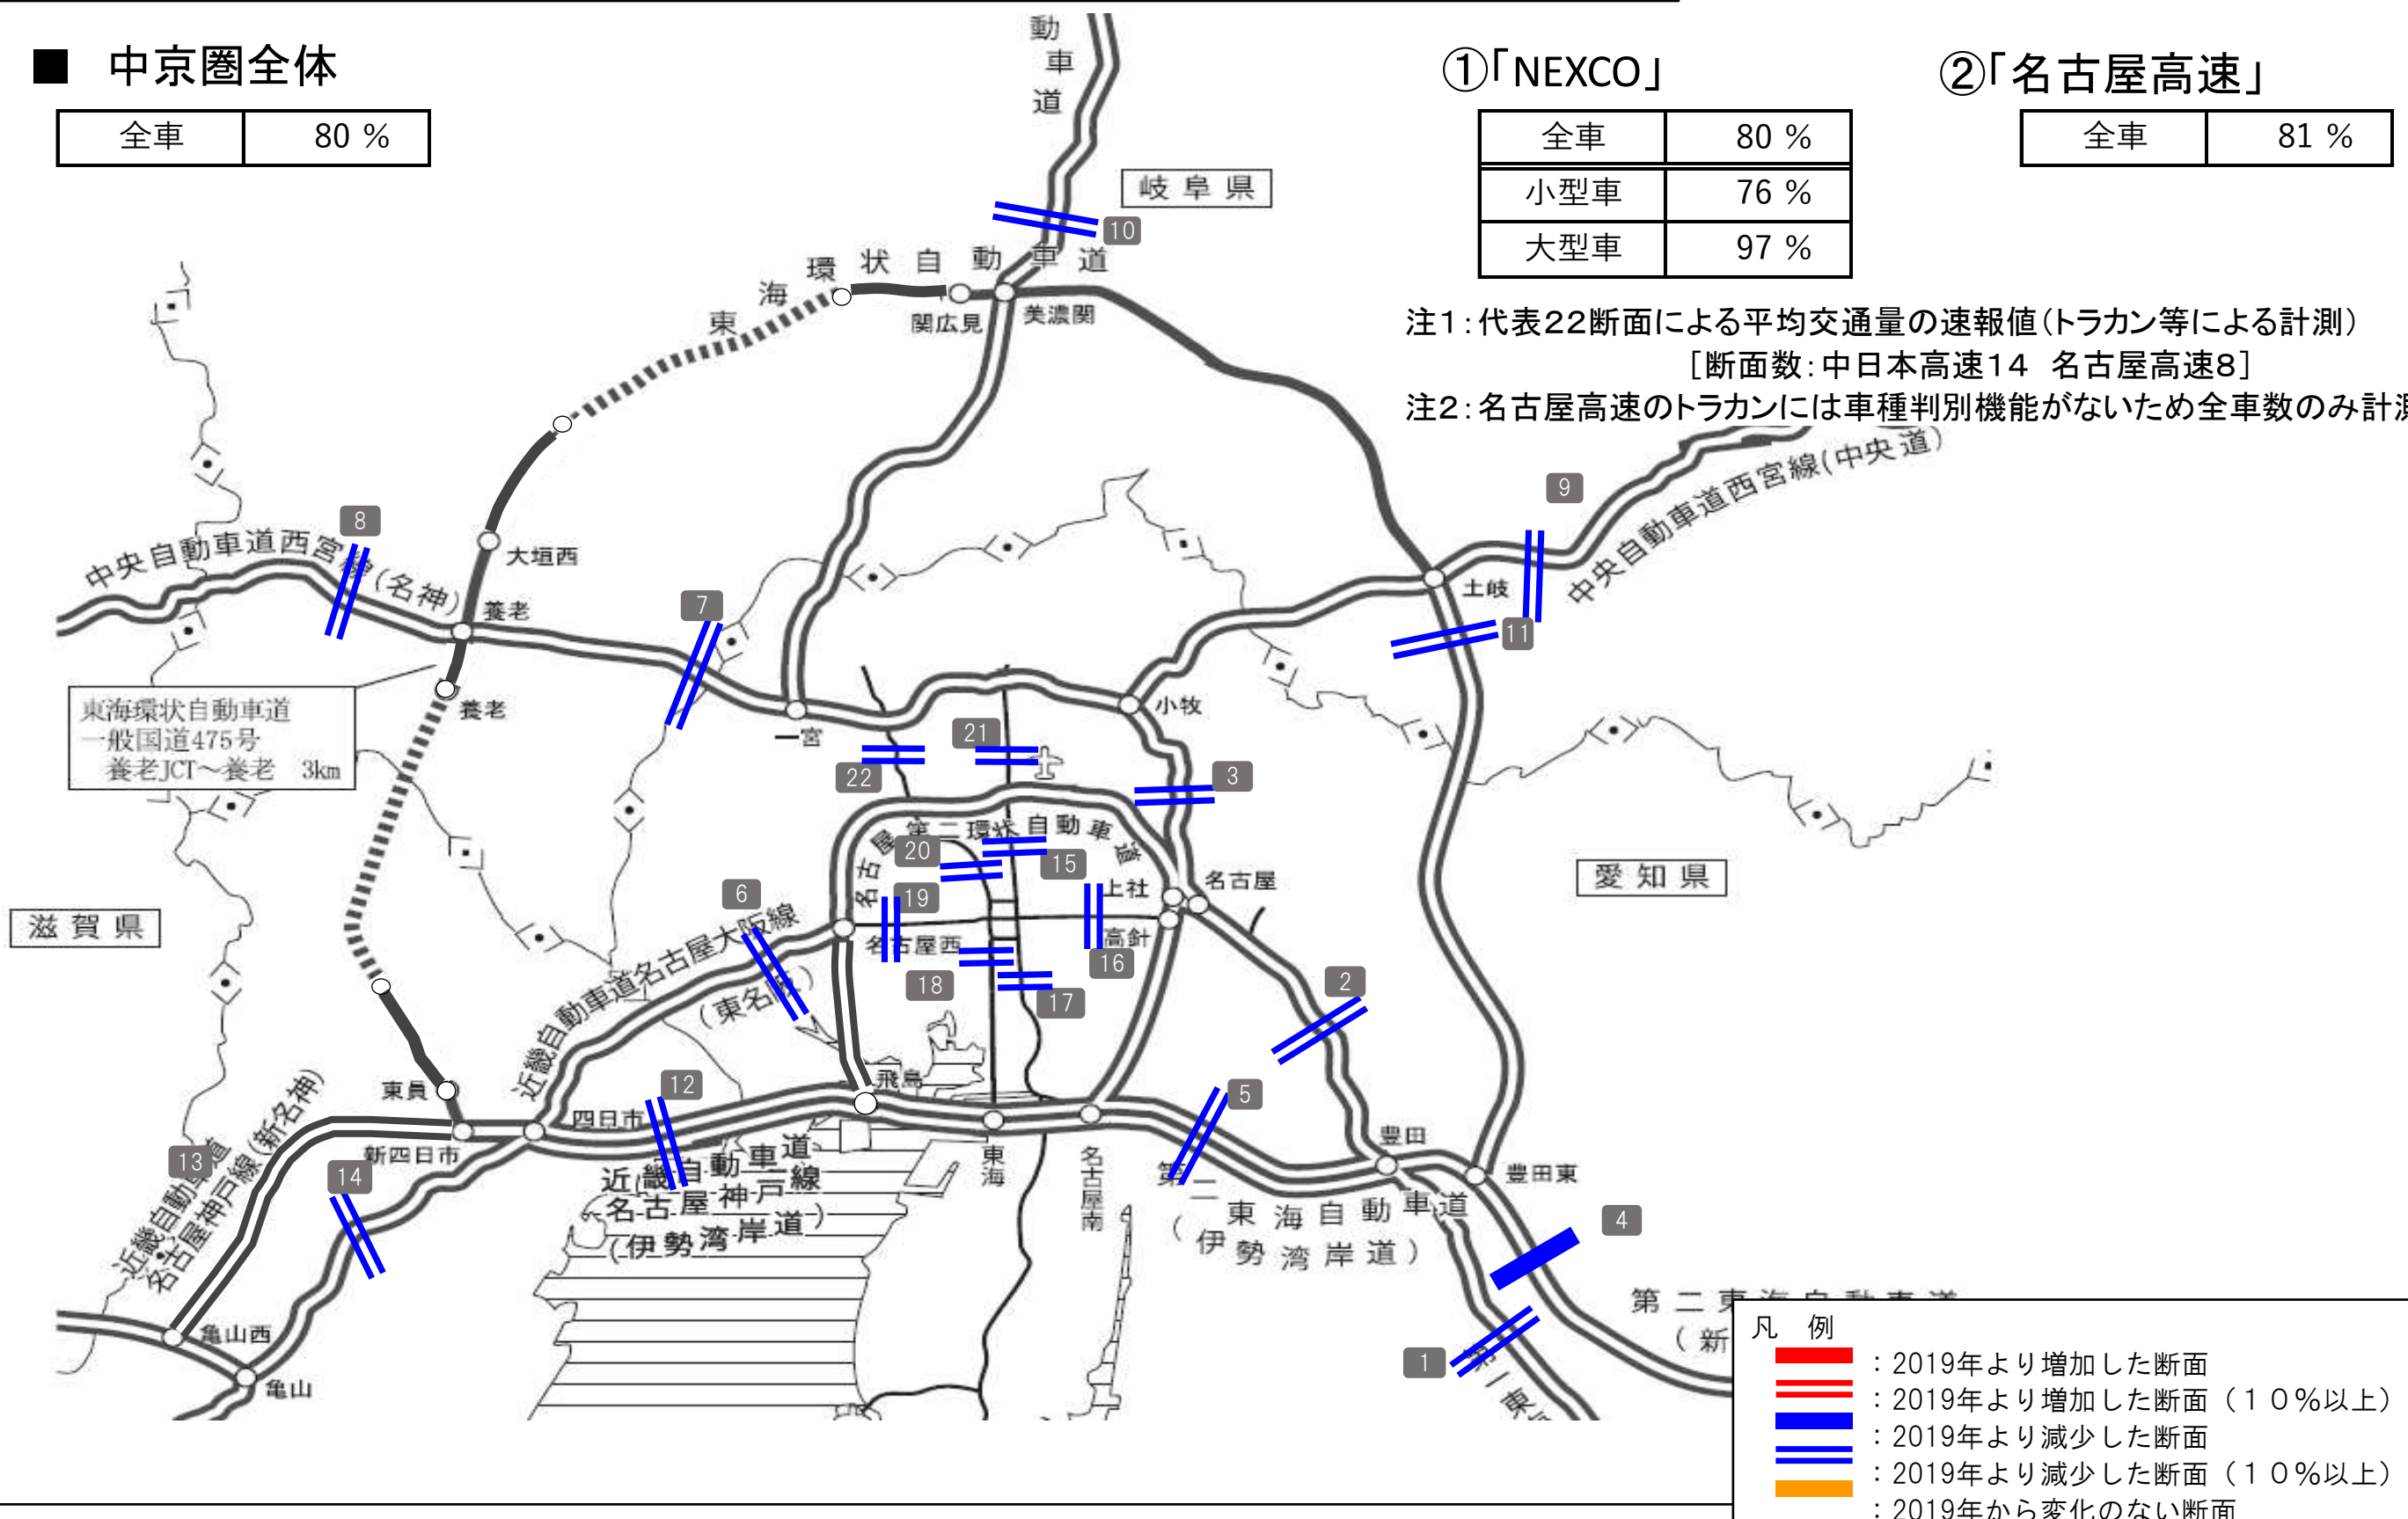 ■ 中京圏全体
全車 80 %
①「NEXCO」
全車 80 %
小型車 76 %
大型車 97 %
②「名古屋高速」
全車 81 %
注1:代表22断面による平均交通量の速報値(トラカン等による計測)
[断面数:中日本高速14 名古屋高速8]
注2:名古屋高速のトラカンには車種判別機能がないため全車数のみ計測
動車道
岐阜県
10
東海環状自動車道
関広見
美濃関
9
中央自動車道西宮線(中央道)
8
中央自動車道西宮線(名神)
大垣西
養老
7
土岐
11
東海環状自動車道
一般国道475号
養老JCT~養老 3km
養老
一宮
小牧
21
22
3
名古屋第二環状自動車道
20
15
上社
名古屋
愛知県
滋賀県
6
19
近畿自動車道名古屋大阪線
(東名阪)
名古屋西
高針
16
18
17
2
東員
12
飛島
5
四日市
新四日市
13
14
近畿自動車道
名古屋神戸線(新名神)
近畿自動車道
名古屋神戸線
(伊勢湾岸道)
東海
名古屋南
豊田
豊田東
第二東海自動車道
(伊勢湾岸道)
4
第二東海自動車道
(新
1
第一東
亀山西
亀山
凡 例
:2019年より増加した断面
:2019年より増加した断面(10%以上)
:2019年より減少した断面
:2019年より減少した断面(10%以上)
:2019年から変化のない断面